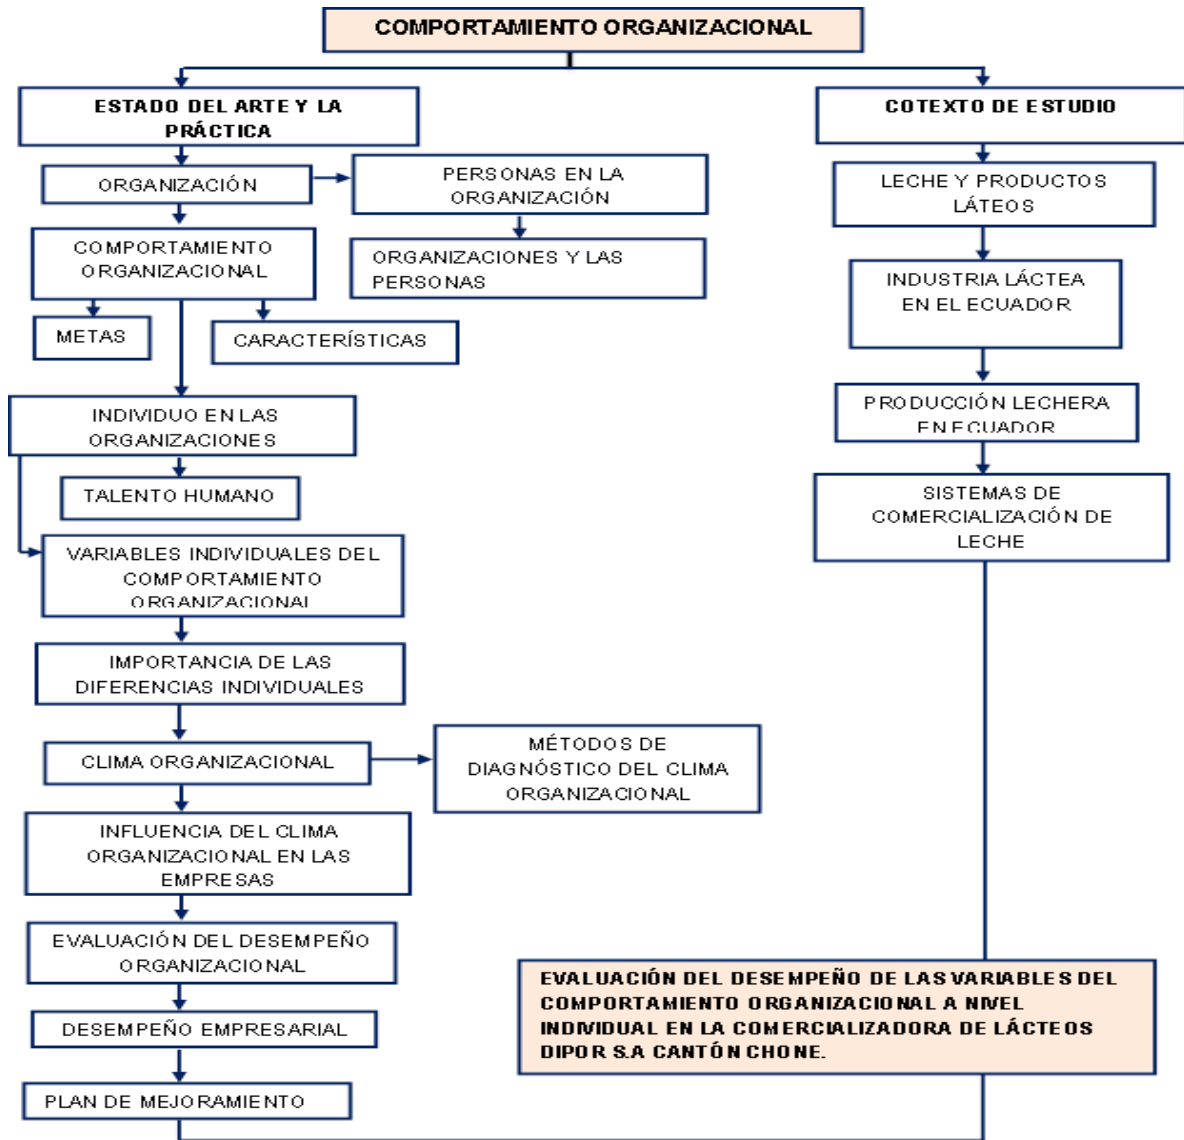 COMPORTAMIENTO ORGANIZACIONAL
ESTADO DEL ARTE Y LA
PRÁCTICA
COTEXTO DE ESTUDIO
ORGANIZACIÓN
PERSONAS EN LA
ORGANIZACIÓN
LECHE Y PRODUCTOS
LÁTEOS
COMPORTAMIENTO
ORGANIZACIONAL
ORGANIZACIONES Y LAS
PERSONAS
INDUSTRIA LÁCTEA
EN EL ECUADOR
METAS
CARACTERÍSTICAS
INDIVIDUO EN LAS
ORGANIZACIONES
PRODUCCIÓN LECHERA
EN ECUADOR
TALENTO HUMANO
SISTEMAS DE
COMERCIALIZACIÓN DE
LECHE
VARIABLES INDIVIDUALES DEL
COMPORTAMIENTO
ORGANIZACIONAL
IMPORTANCIA DE LAS
DIFERENCIAS INDIVIDUALES
CLIMA ORGANIZACIONAL
MÉTODOS DE
DIAGNÓSTICO DEL CLIMA
ORGANIZACIONAL
INFLUENCIA DEL CLIMA
ORGANIZACIONAL EN LAS
EMPRESAS
EVALUACIÓN DEL DESEMPEÑO
ORGANIZACIONAL
EVALUACIÓN DEL DESEMPEÑO DE LAS VARIABLES DEL
COMPORTAMIENTO ORGANIZACIONAL A NIVEL
INDIVIDUAL EN LA COMERCIALIZADORA DE LÁCTEOS
DIPOR S.A CANTÓN CHONE.
DESEMPEÑO EMPRESARIAL
PLAN DE MEJORAMIENTO